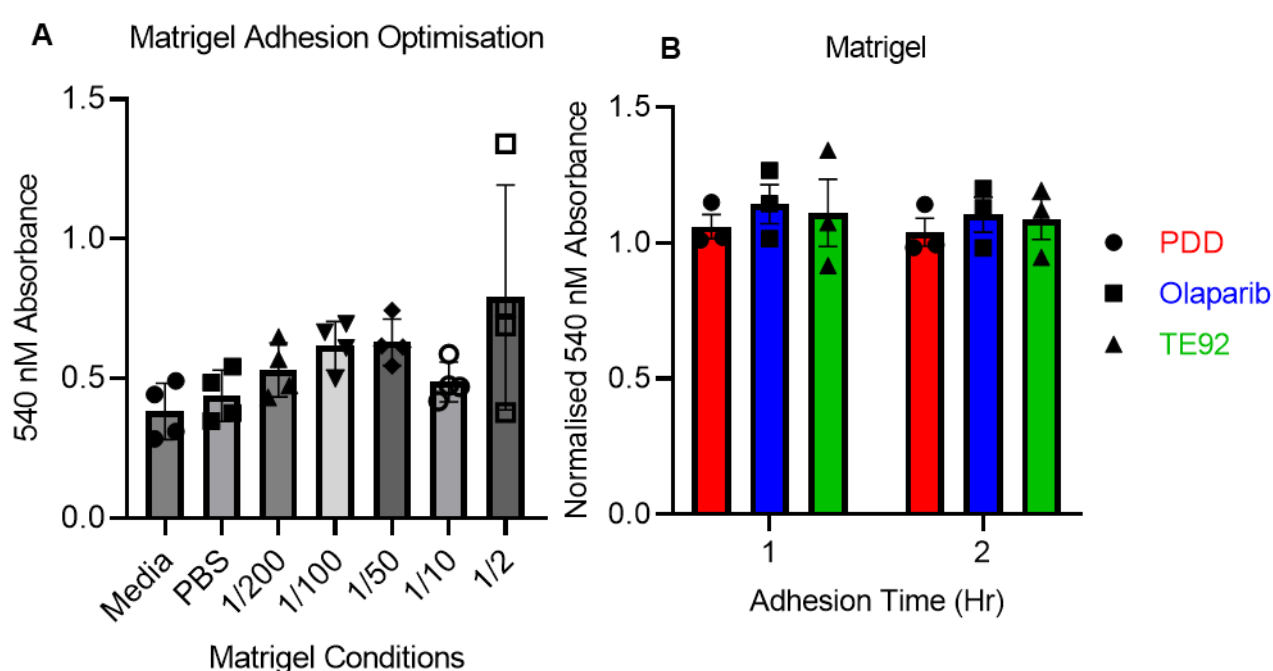 A
Matrigel Adhesion Optimisation
1.5
1.0
0.5
0.0
540 nM Absorbance
Media
PBS
1/200
1/100
1/50
1/10
1/2
Matrigel Conditions
B
Matrigel
1.5
1.0
0.5
0.0
Normalised 540 nM Absorbance
1
2
Adhesion Time (Hr)
PDD
Olaparib
TE92